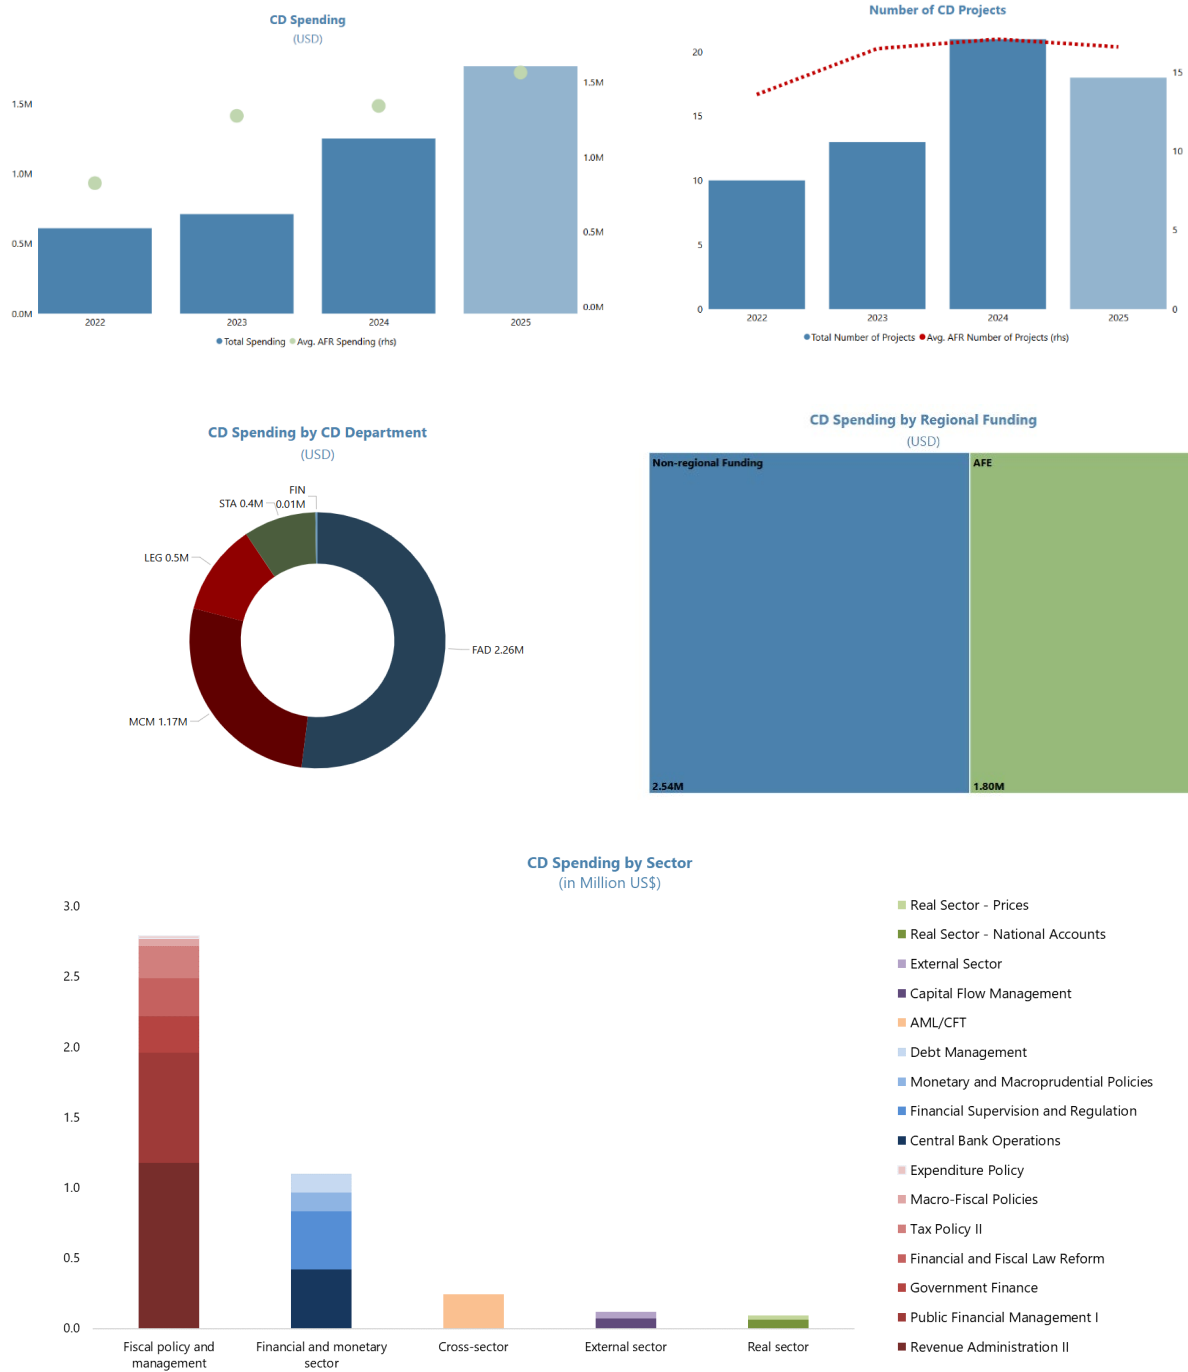 CD Spending
(USD)
1.5M
1.0M
0.5M
0.0M
1.5M
1.0M
0.5M
0.0M
2022
2023
2024
2025
Total Spending Avg. AFR Spending (rhs)
Number of CD Projects
20
15
10
5
0
15
10
5
0
2022
2023
2024
2025
Total Number of Projects Avg. AFR Number of Projects (rhs)
CD Spending by CD Department
(USD)
FIN
0.01M
STA 0.4M
LEG 0.5M
FAD 2.26M
MCM 1.17M
CD Spending by Regional Funding
(USD)
Non-regional Funding
AFE
2.54M
1.80M
CD Spending by Sector
(in Million US$)
3.0
2.5
2.0
1.5
1.0
0.5
0.0
Fiscal policy and
management
Financial and monetary
sector
Cross-sector
External sector
Real sector
Real Sector - Prices
Real Sector - National Accounts
External Sector
Capital Flow Management
AML/CFT
Debt Management
Monetary and Macroprudential Policies
Financial Supervision and Regulation
Central Bank Operations
Expenditure Policy
Macro-Fiscal Policies
Tax Policy II
Financial and Fiscal Law Reform
Government Finance
Public Financial Management I
Revenue Administration II